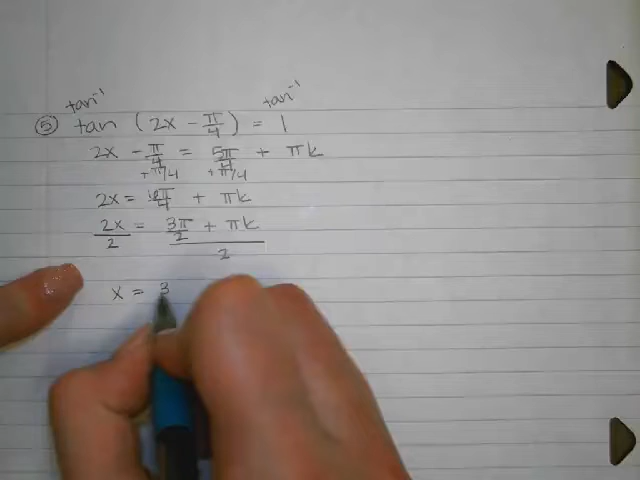 tan⁻¹ tan⁻¹
⑤ tan (2x - π/4) = 1
2x - π/4 = 5π/4 + πk
+π/4 +π/4
2x = 6π/4 + πk
2x/2 = (3π/2 + πk)/2
x = 3